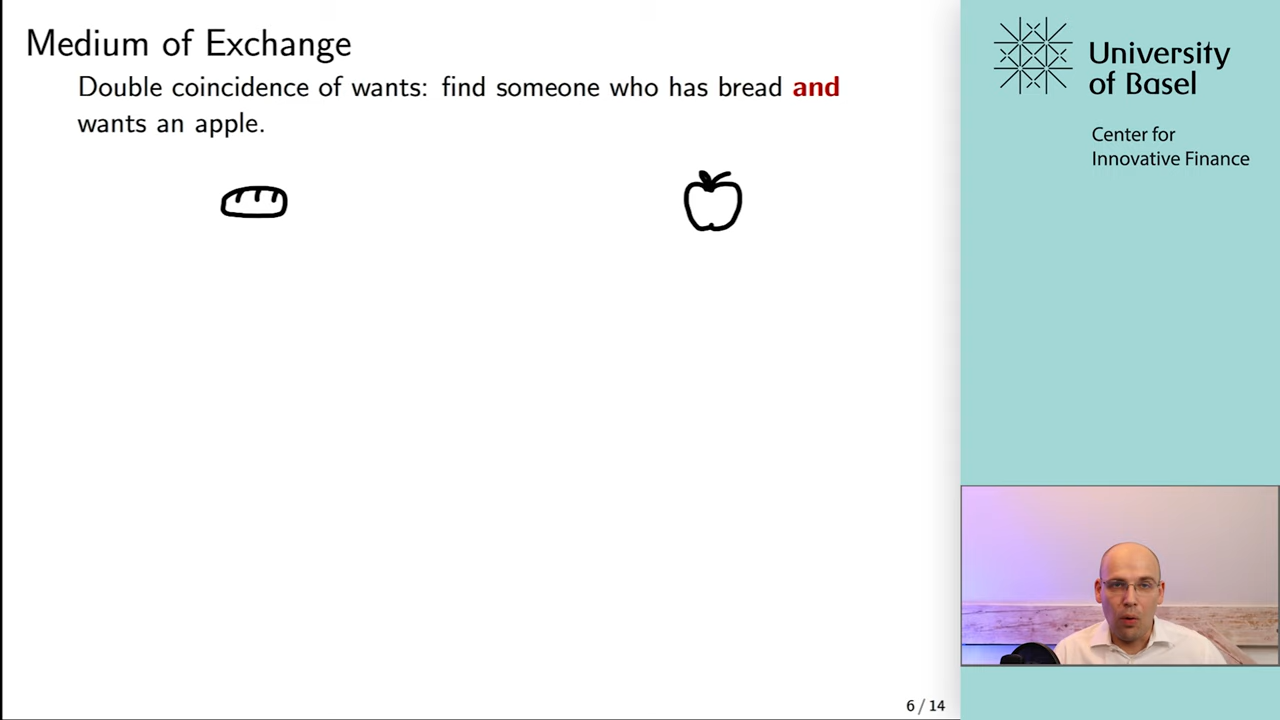 Medium of Exchange
Double coincidence of wants: find someone who has bread and
wants an apple.
6 / 14
University
of Basel
Center for
Innovative Finance